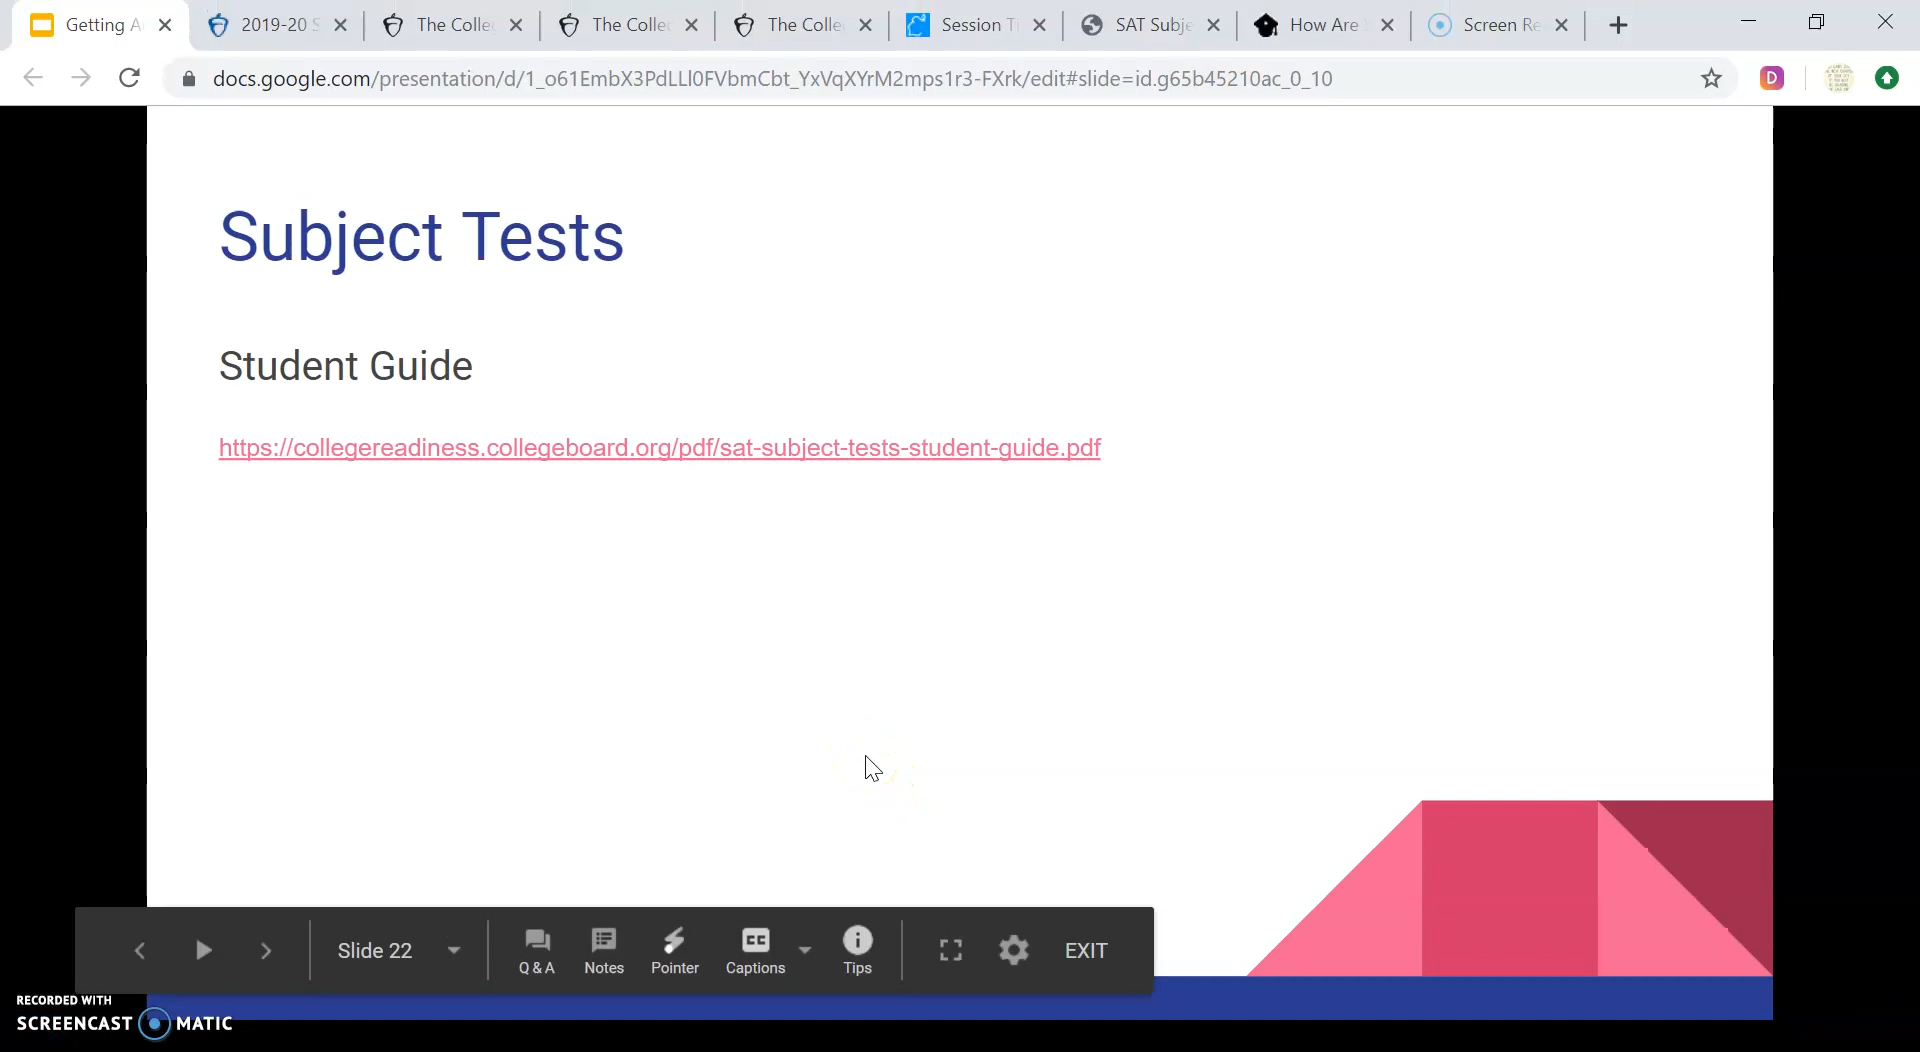 Getting A
2019-20 S
The Colle
The Colle
The Colle
Session Ti
SAT Subje
How Are
Screen Re
docs.google.com/presentation/d/1_o61EmbX3PdLLl0FVbmCbt_YxVqXYrM2mps1r3-FXrk/edit#slide=id.g65b45210ac_0_10
D
Subject Tests
Student Guide
https://collegereadiness.collegeboard.org/pdf/sat-subject-tests-student-guide.pdf
Slide 22
Q & A
Notes
Pointer
CC
Captions
Tips
EXIT
RECORDED WITH
SCREENCAST MATIC